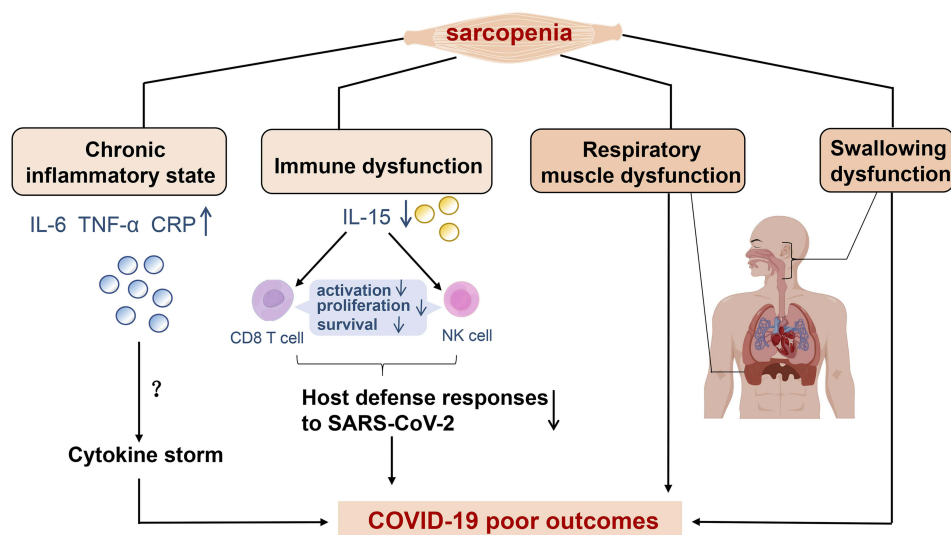 sarcopenia
Chronic
inflammatory state
Immune dysfunction
Respiratory
muscle dysfunction
Swallowing
dysfunction
IL-6 TNF-α CRP↑
IL-15 ↓
activation ↓
proliferation ↓
survival ↓
CD8 T cell
NK cell
?
Host defense responses ↓
to SARS-CoV-2
Cytokine storm
COVID-19 poor outcomes